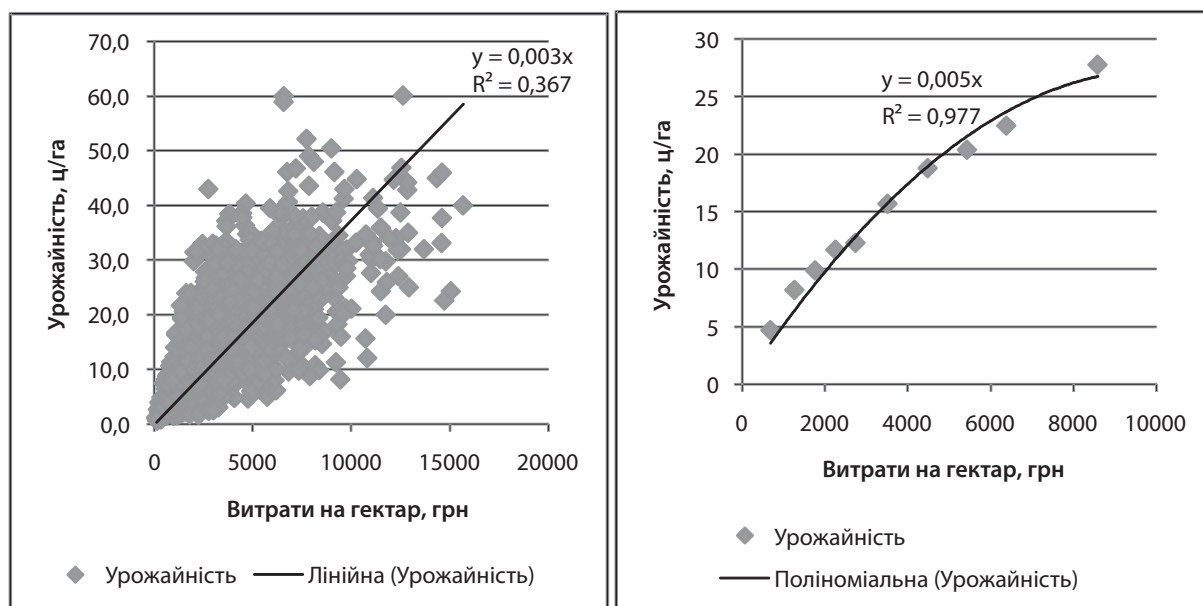 70,0
60,0
50,0
40,0
30,0
20,0
10,0
0,0
Урожайність, ц/га
y = 0,003x
R² = 0,367
0 5000 10000 15000 20000
Витрати на гектар, грн
Урожайність Лінійна (Урожайність)
30
25
20
15
10
5
0
Урожайність, ц/га
y = 0,005x
R² = 0,977
0 2000 4000 6000 8000 10000
Витрати на гектар, грн
Урожайність
Поліноміальна (Урожайність)